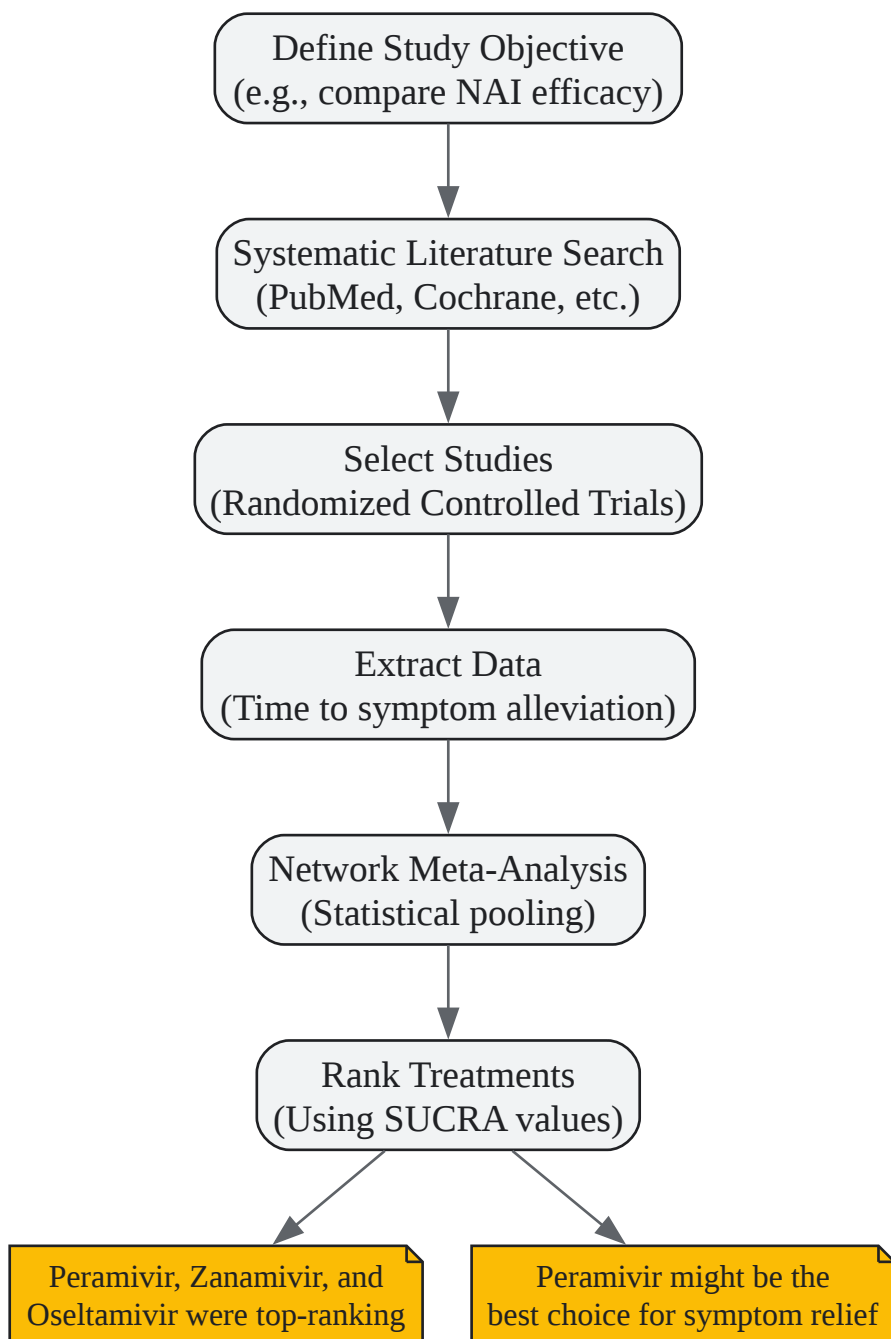 Define Study Objective
(e.g., compare NAI efficacy)
Systematic Literature Search
(PubMed, Cochrane, etc.)
Select Studies
(Randomized Controlled Trials)
Extract Data
(Time to symptom alleviation)
Network Meta-Analysis
(Statistical pooling)
Rank Treatments
(Using SUCRA values)
Peramivir, Zanamivir, and
Oseltamivir were top-ranking
Peramivir might be the
best choice for symptom relief